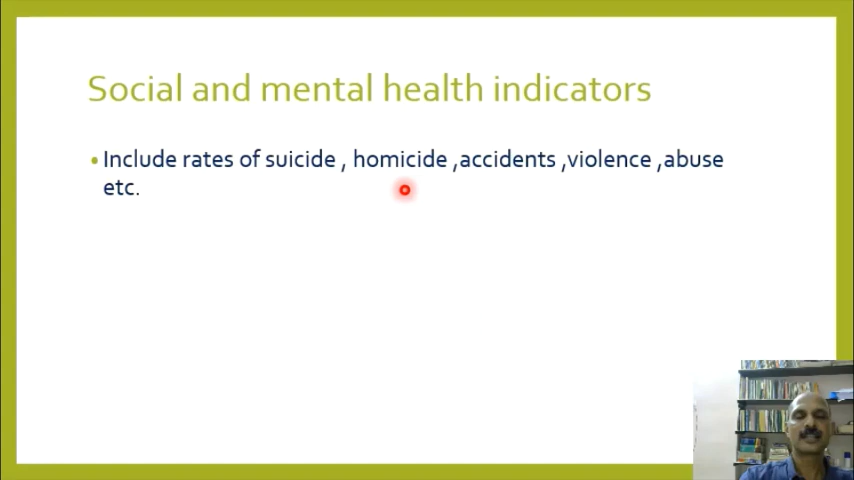 Social and mental health indicators
• Include rates of suicide , homicide ,accidents ,violence ,abuse
etc.